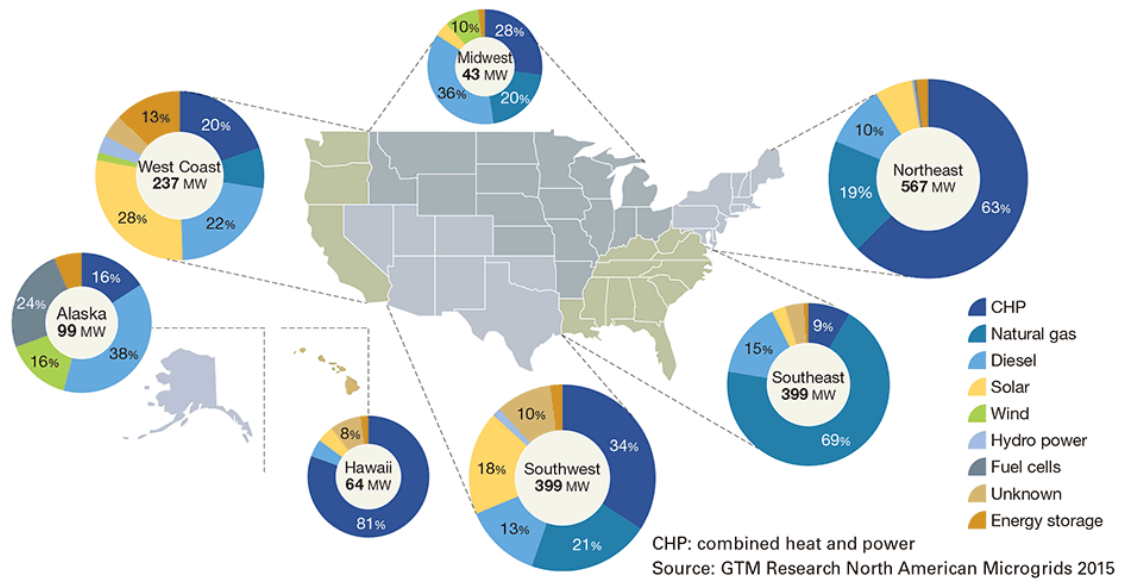 10%
28%
Midwest
43 MW
36%
20%
13%
20%
West Coast
237 MW
28%
22%
10%
Northeast
567 MW
19%
63%
16%
24%
Alaska
99 MW
16%
38%
9%
15%
Southeast
399 MW
69%
8%
Hawaii
64 MW
81%
10%
34%
18%
Southwest
399 MW
13%
21%
CHP
Natural gas
Diesel
Solar
Wind
Hydro power
Fuel cells
Unknown
Energy storage
CHP: combined heat and power
Source: GTM Research North American Microgrids 2015